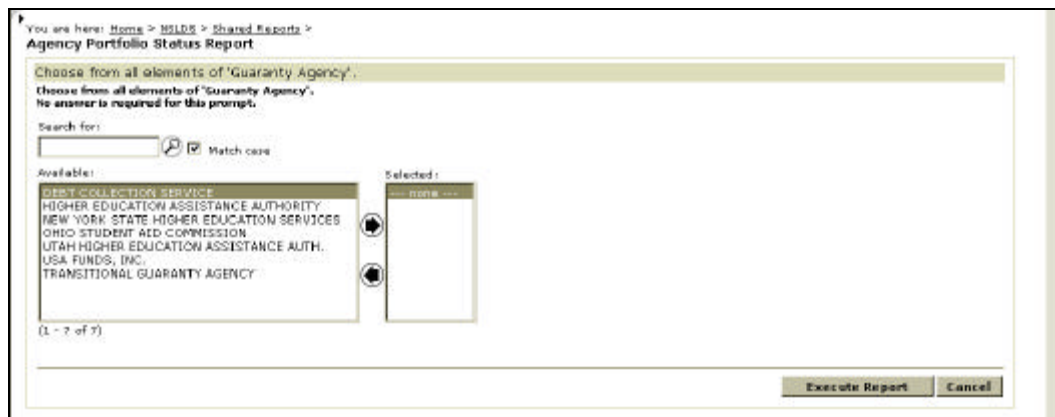 You are here: Home > NSLDS > Shared Reports >
Agency Portfolio Status Report
Choose from all elements of 'Guaranty Agency'.
Choose from all elements of 'Guaranty Agency'.
No answer is required for this prompt.
Search for:
Match case
Available:
DEBT COLLECTION SERVICE
HIGHER EDUCATION ASSISTANCE AUTHORITY
NEW YORK STATE HIGHER EDUCATION SERVICES
OHIO STUDENT AID COMMISSION
UTAH HIGHER EDUCATION ASSISTANCE AUTH.
USA FUNDS, INC.
TRANSITIONAL GUARANTY AGENCY
(1 - 7 of 7)
Selected:
--- none ---
Execute Report
Cancel